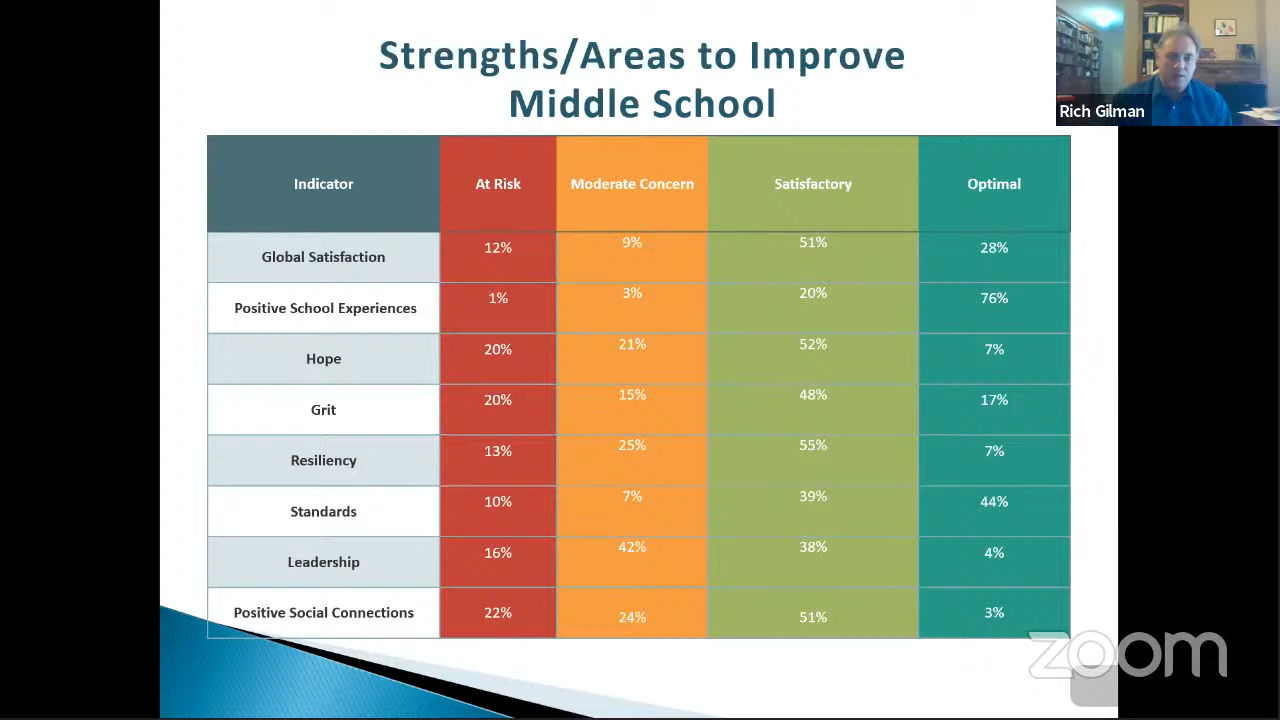 Strengths/Areas to Improve
Middle School
Rich Gilman
Indicator At Risk Moderate Concern Satisfactory Optimal
Global Satisfaction 12% 9% 51% 28%
Positive School Experiences 1% 3% 20% 76%
Hope 20% 21% 52% 7%
Grit 20% 15% 48% 17%
Resiliency 13% 25% 55% 7%
Standards 10% 7% 39% 44%
Leadership 16% 42% 38% 4%
Positive Social Connections 22% 24% 51% 3%
zoom